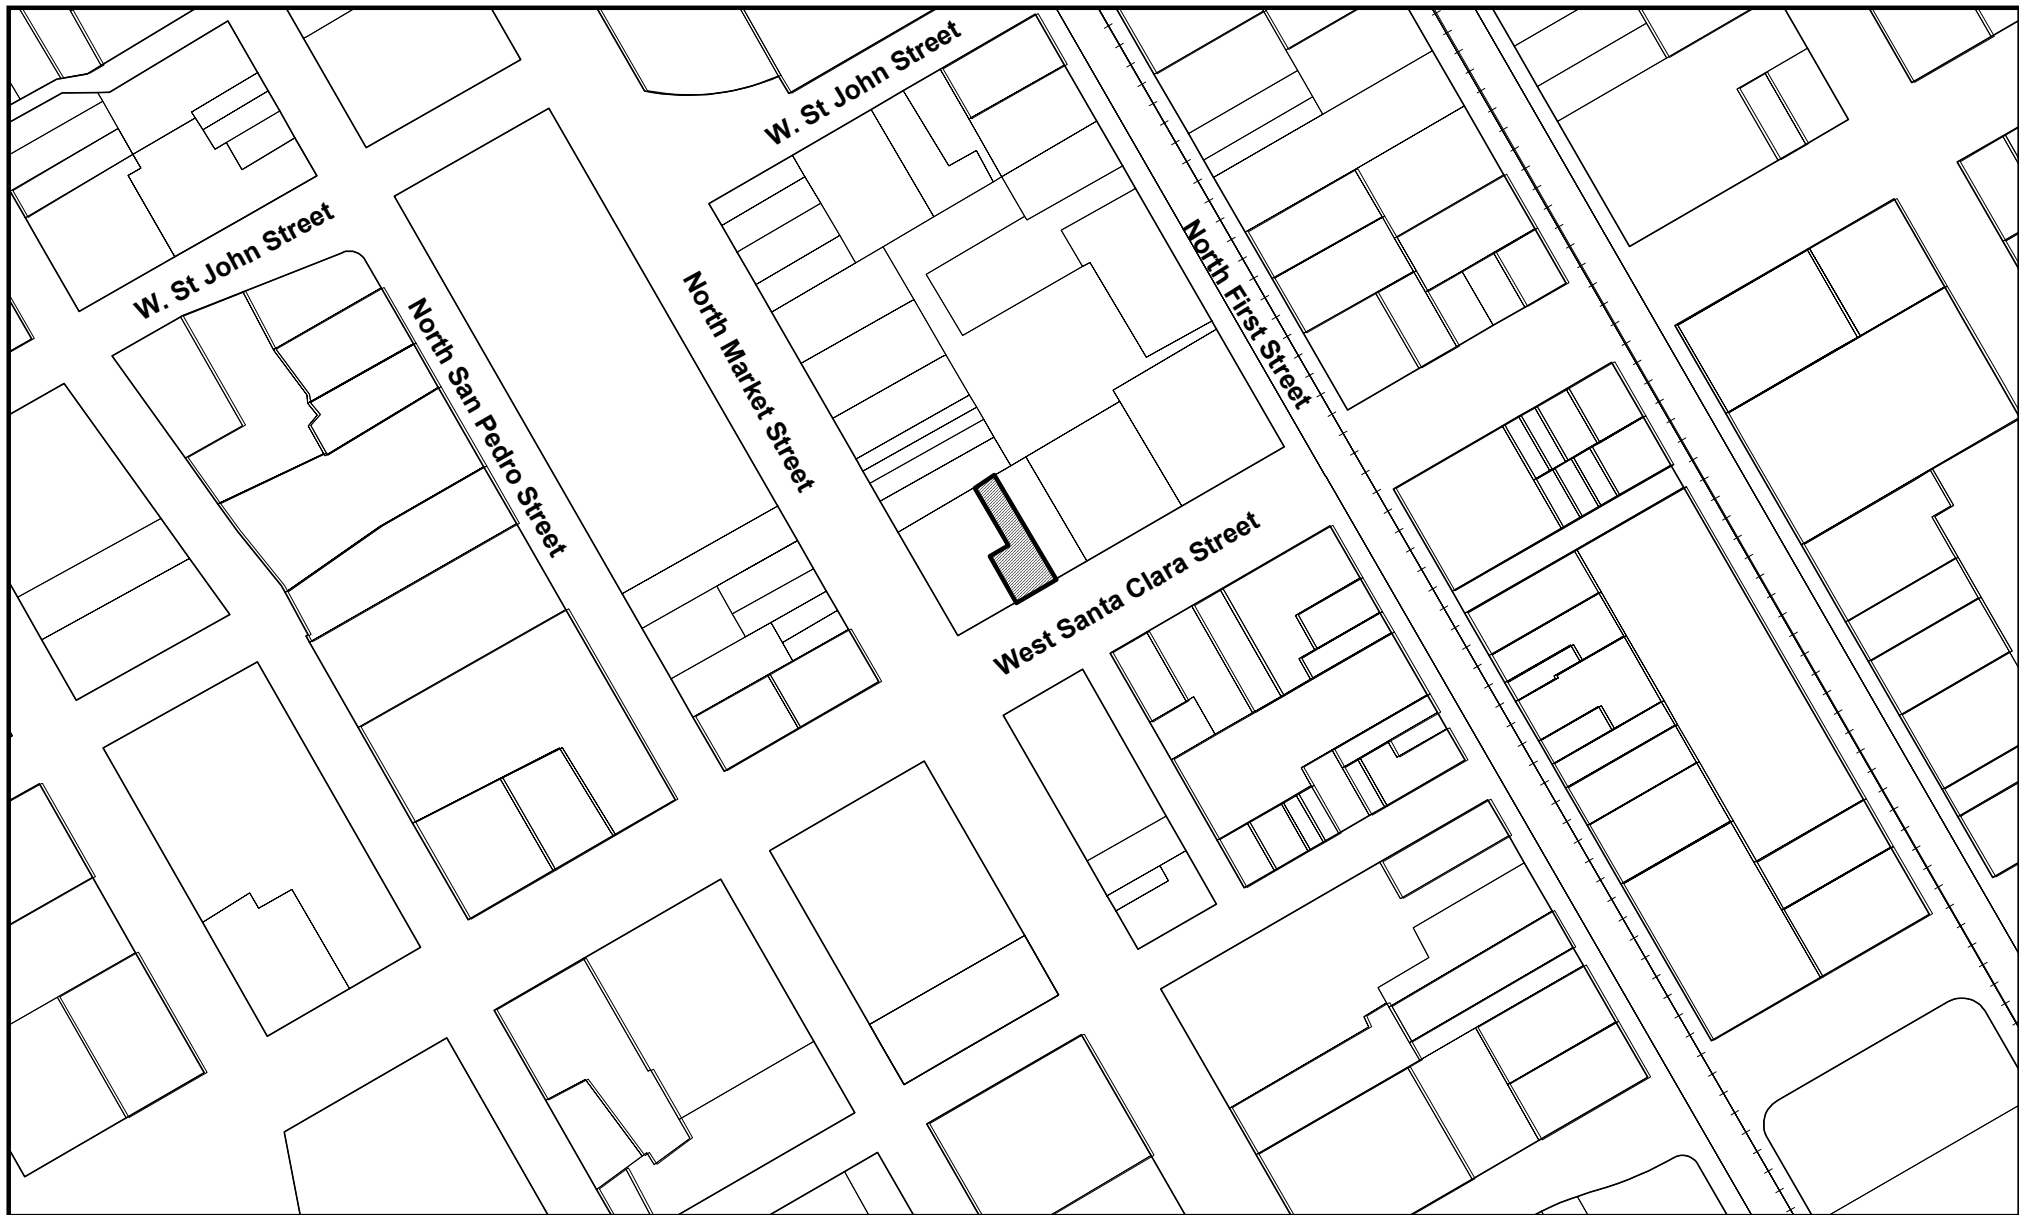 W. St John Street
W. St John Street
North San Pedro Street
North Market Street
North First Street
West Santa Clara Street